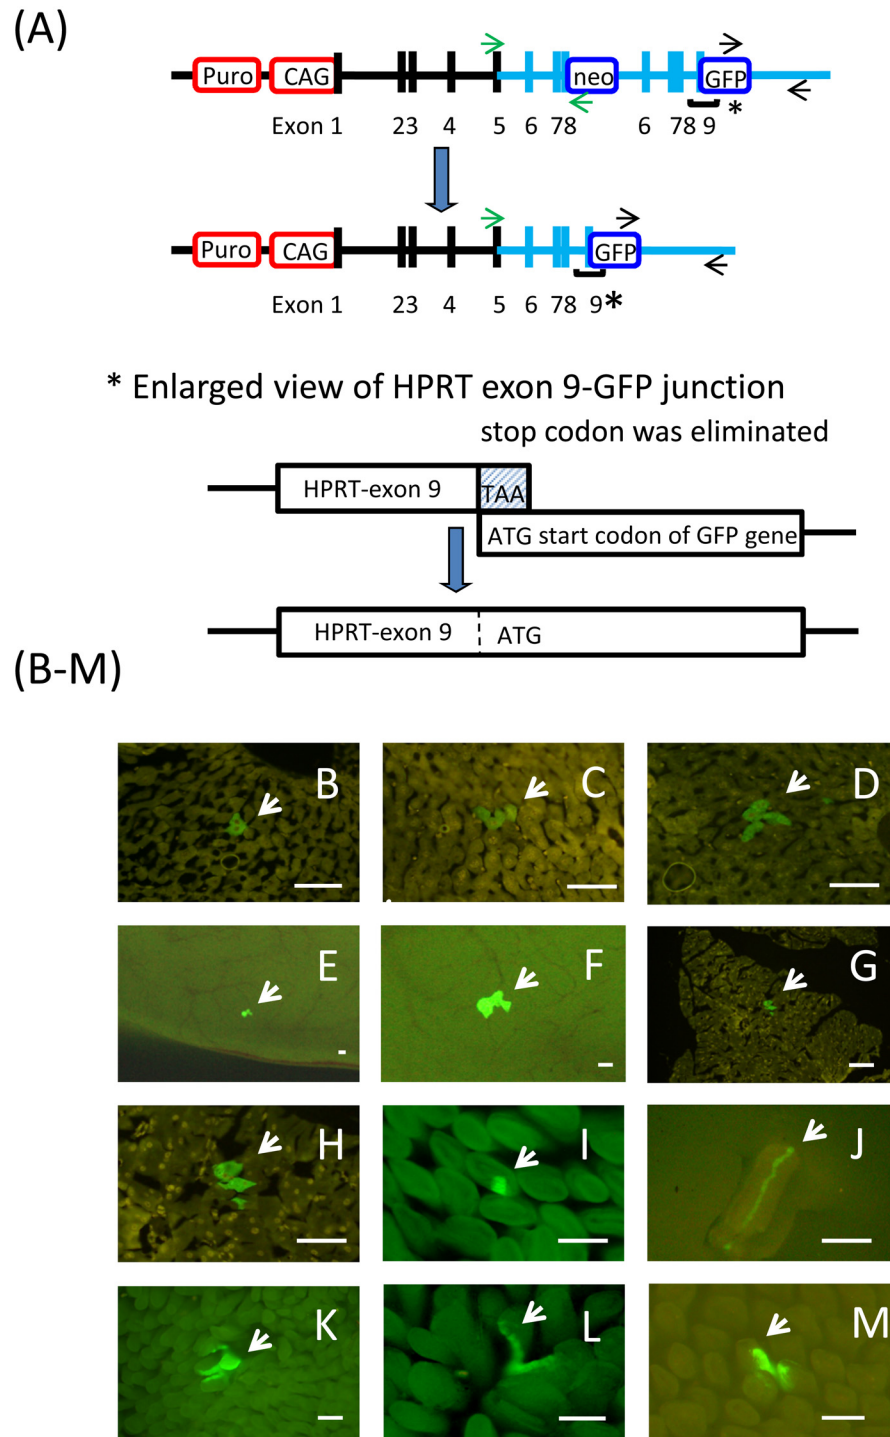 (A)
Puro CAG neo GFP
*
Exon 1 23 4 5 6 78 6 78 9
Puro CAG GFP
Exon 1 23 4 5 6 78 9 *
* Enlarged view of HPRT exon 9-GFP junction
stop codon was eliminated
HPRT-exon 9 TAA
ATG start codon of GFP gene
HPRT-exon 9 ATG
(B-M)
B C D
E F G
H I J
K L M